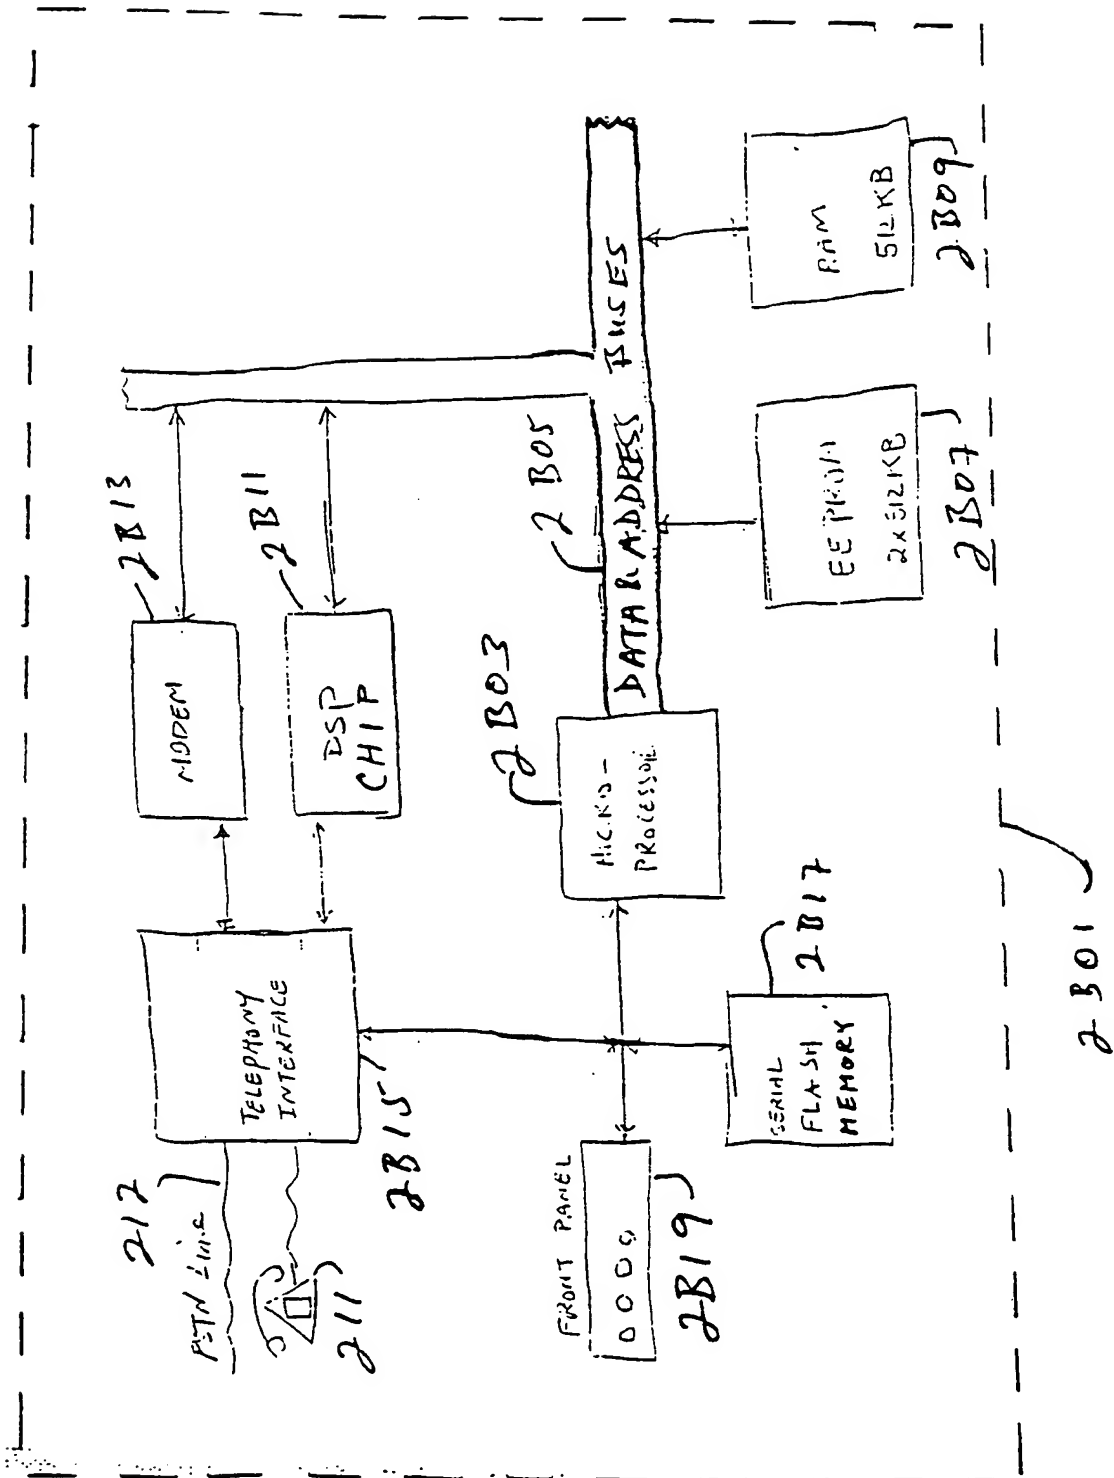 212
PSTN Line
211
TELEPHONY
INTERFACE
2B15
MODEM
2B13
DSP
CHIP
2B11
FRONT PANEL
2B19
SERIAL
FLASH
MEMORY
2B17
MICRO-
PROCESSOR
2B03
DATA & ADDRESS BUSES
2B05
EEPROM
2x512KB
2B07
RAM
512KB
2B09
2B01